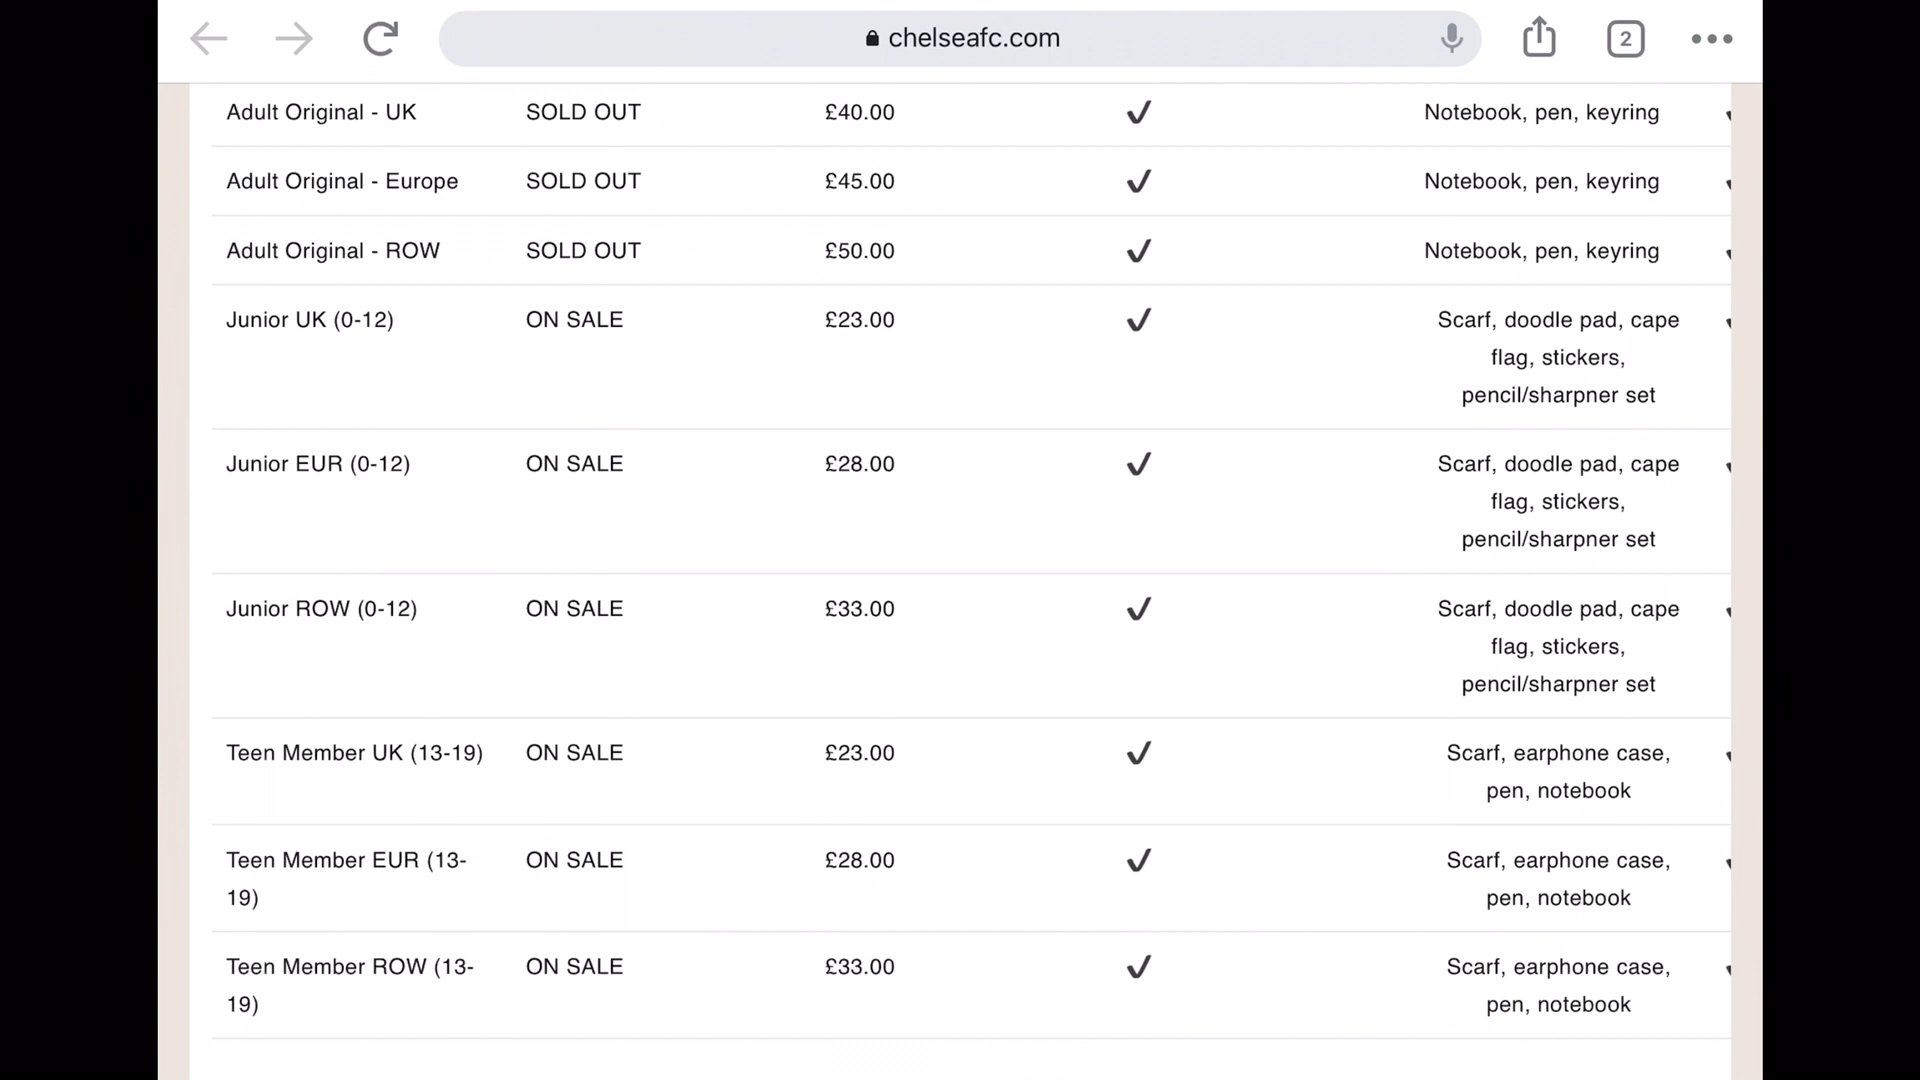 chelseafc.com
2
Adult Original - UK SOLD OUT £40.00 ✔ Notebook, pen, keyring
Adult Original - Europe SOLD OUT £45.00 ✔ Notebook, pen, keyring
Adult Original - ROW SOLD OUT £50.00 ✔ Notebook, pen, keyring
Junior UK (0-12) ON SALE £23.00 ✔ Scarf, doodle pad, cape
flag, stickers,
pencil/sharpner set
Junior EUR (0-12) ON SALE £28.00 ✔ Scarf, doodle pad, cape
flag, stickers,
pencil/sharpner set
Junior ROW (0-12) ON SALE £33.00 ✔ Scarf, doodle pad, cape
flag, stickers,
pencil/sharpner set
Teen Member UK (13-19) ON SALE £23.00 ✔ Scarf, earphone case,
pen, notebook
Teen Member EUR (13- ON SALE £28.00 ✔ Scarf, earphone case,
19) pen, notebook
Teen Member ROW (13- ON SALE £33.00 ✔ Scarf, earphone case,
19) pen, notebook